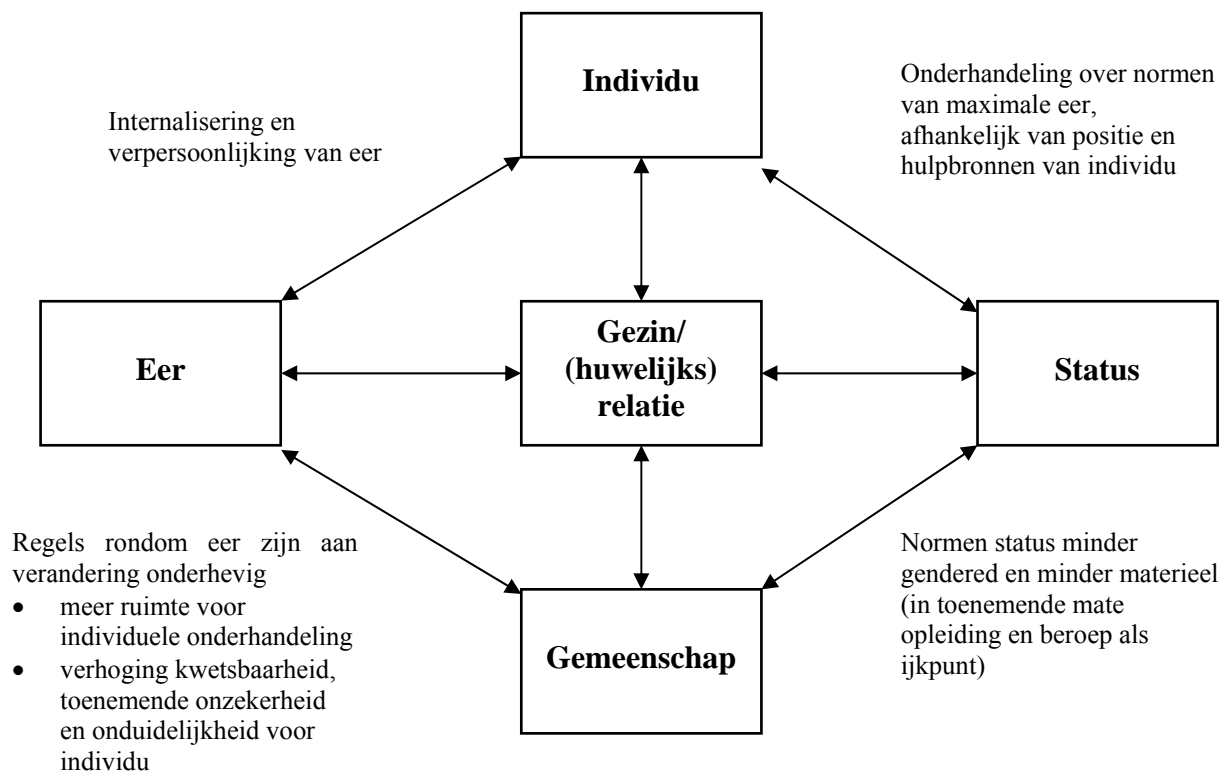 Individu
Onderhandeling over normen
van maximale eer,
afhankelijk van positie en
hulpbronnen van individu
Internalisering en
verpersoonlijking van eer
Eer
Gezin/
(huwelijks)
relatie
Status
Regels rondom eer zijn aan
verandering onderhevig
• meer ruimte voor
individuele onderhandeling
• verhoging kwetsbaarheid,
toenemende onzekerheid
en onduidelijkheid voor
individu
Gemeenschap
Normen status minder
gendered en minder materieel
(in toenemende mate
opleiding en beroep als
ijkpunt)